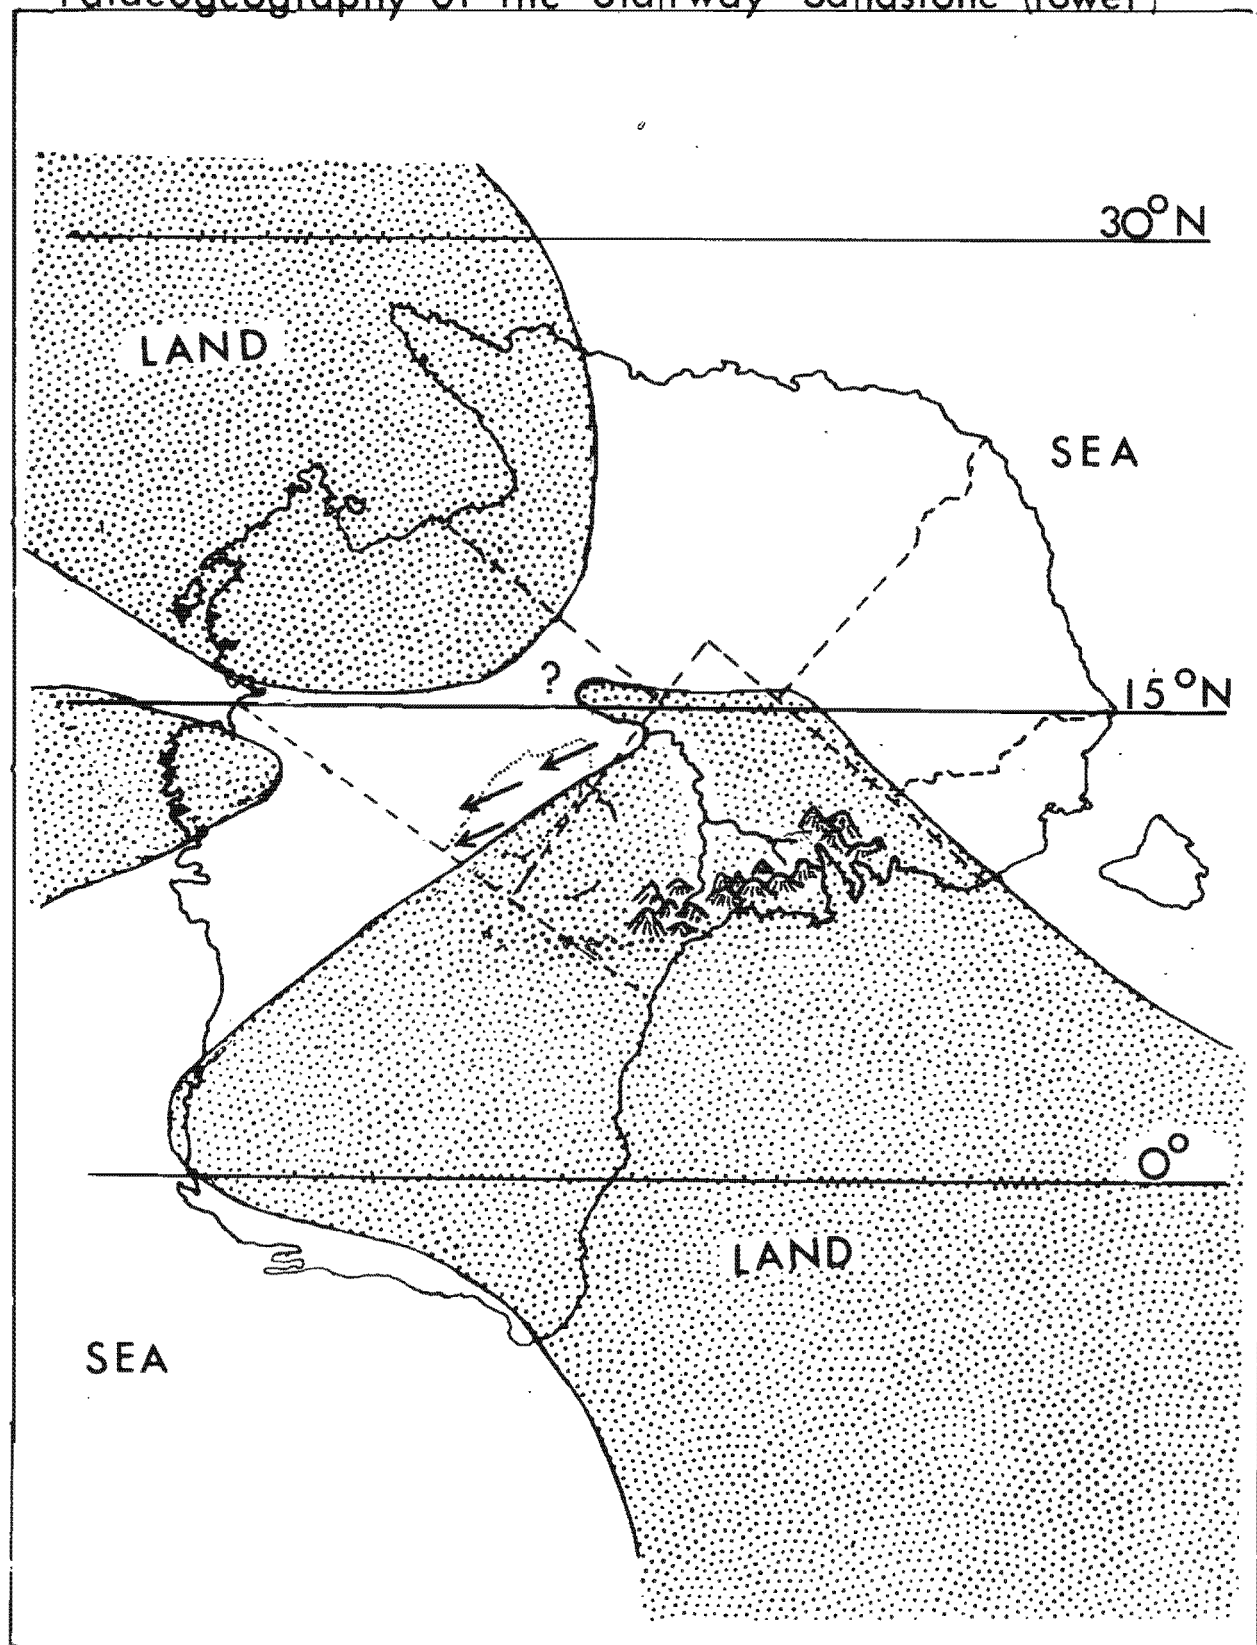 Palaeogeography of the Stairway Sandstone (lower)
30°N
LAND
SEA
?
15°N
0°
LAND
SEA